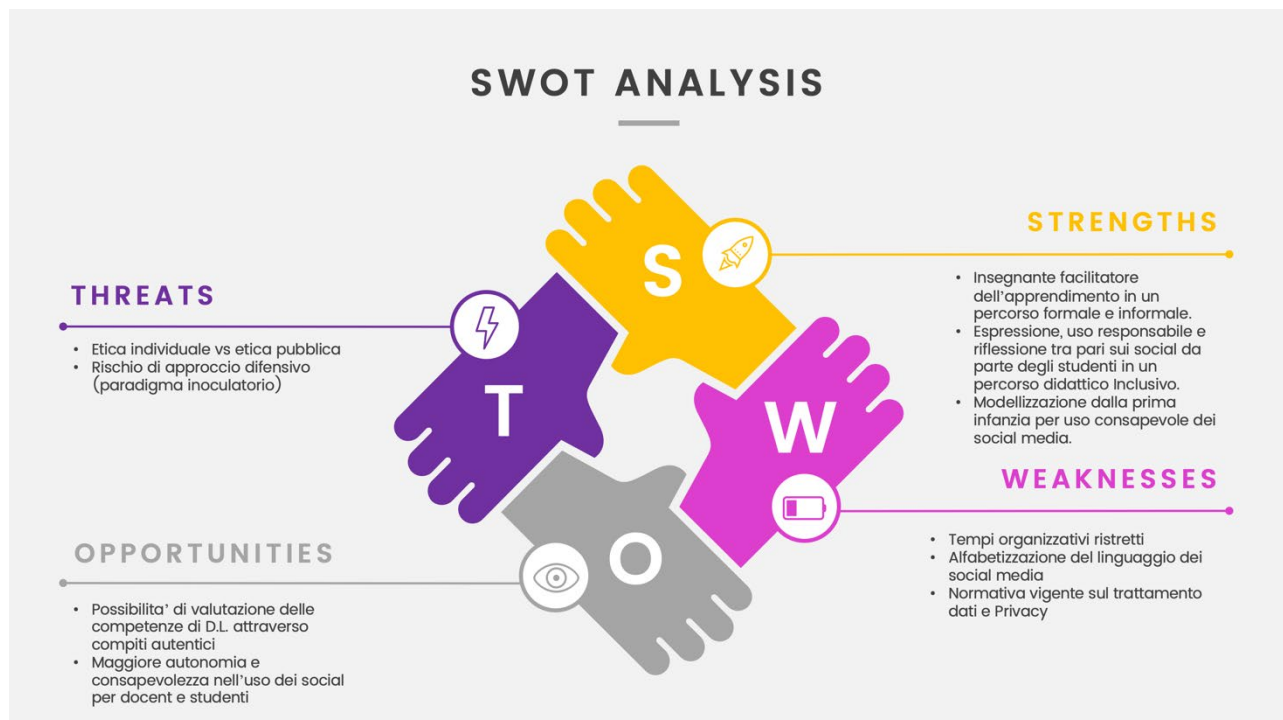 SWOT ANALYSIS
S
W
O
T
STRENGTHS
• Insegnante facilitatore
dell'apprendimento in un
percorso formale e informale.
• Espressione, uso responsabile e
riflessione tra pari sui social da
parte degli studenti in un
percorso didattico Inclusivo.
• Modellizzazione dalla prima
infanzia per uso consapevole dei
social media.
WEAKNESSES
• Tempi organizzativi ristretti
• Alfabetizzazione del linguaggio dei
social media
• Normativa vigente sul trattamento
dati e Privacy
OPPORTUNITIES
• Possibilita' di valutazione delle
competenze di D.L. attraverso
compiti autentici
• Maggiore autonomia e
consapevolezza nell'uso dei social
per docent e studenti
THREATS
• Etica individuale vs etica pubblica
• Rischio di approccio difensivo
(paradigma inoculatorio)